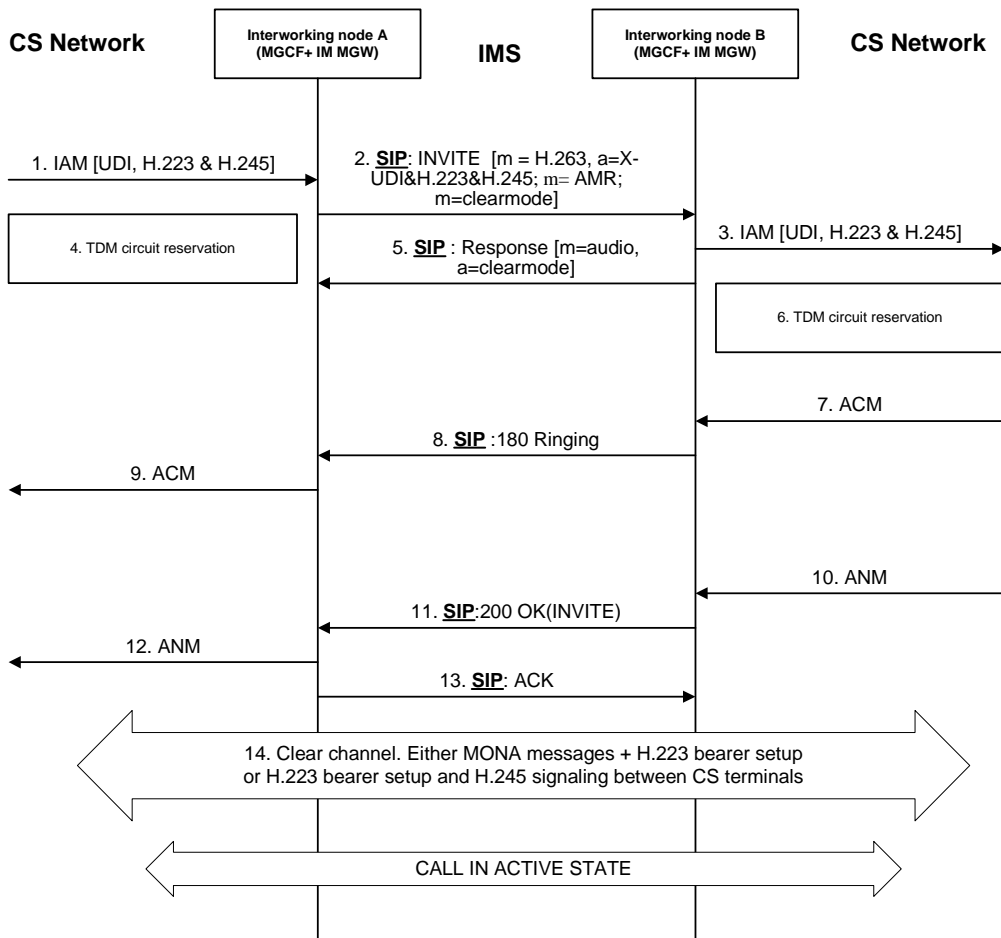 CS Network
Interworking node A
(MGCF+ IM MGW)
IMS
Interworking node B
(MGCF+ IM MGW)
CS Network
1. IAM [UDI, H.223 & H.245]
2. SIP: INVITE [m = H.263, a=X-
UDI&H.223&H.245; m= AMR;
m=clearmode]
3. IAM [UDI, H.223 & H.245]
4. TDM circuit reservation
5. SIP : Response [m=audio,
a=clearmode]
6. TDM circuit reservation
7. ACM
8. SIP :180 Ringing
9. ACM
10. ANM
11. SIP:200 OK(INVITE)
12. ANM
13. SIP: ACK
14. Clear channel. Either MONA messages + H.223 bearer setup
or H.223 bearer setup and H.245 signaling between CS terminals
CALL IN ACTIVE STATE